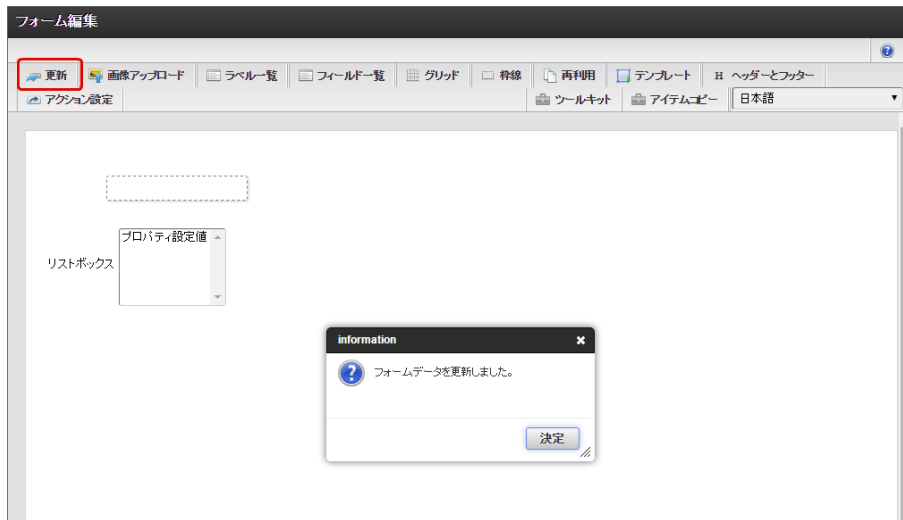 フォーム編集
更新 画像アップロード ラベル一覧 フィールド一覧 グリッド 枠線 再利用 テンプレート H ヘッダーとフッター
アクション設定 ツールキット アイテムコピー 日本語
プロパティ設定値
リストボックス
information
フォームデータを更新しました。
決定